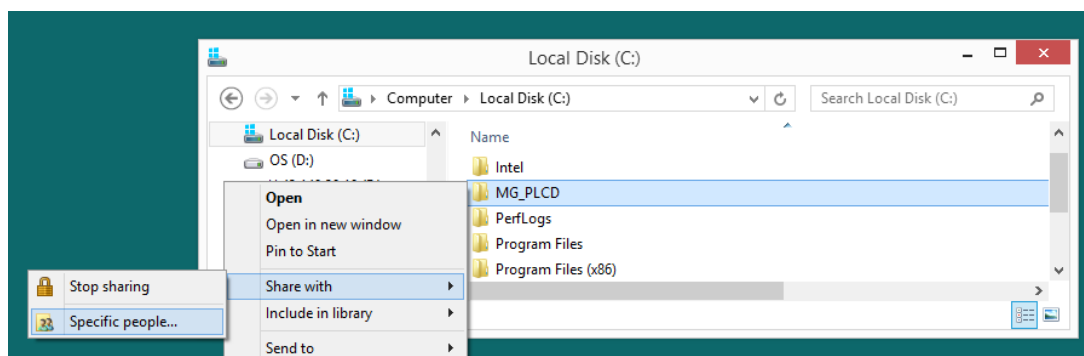 Local Disk (C:)
Computer Local Disk (C:)
Search Local Disk (C:)
Local Disk (C:)
OS (D:)
Name
Intel
MG_PLCD
PerfLogs
Program Files
Program Files (x86)
Open
Open in new window
Pin to Start
Share with
Include in library
Send to
Stop sharing
Specific people...